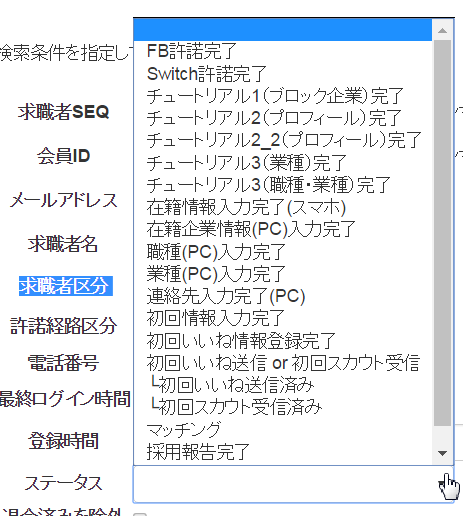 検索条件を指定し
求職者SEQ
会員ID
メールアドレス
求職者名
求職者区分
許諾経路区分
電話番号
最終ログイン時間
登録時間
ステータス
退会済みを除外
FB許諾完了
Switch許諾完了
チュートリアル1(ブロック企業)完了
チュートリアル2(プロフィール)完了
チュートリアル2_2(プロフィール)完了
チュートリアル3(業種)完了
チュートリアル3(職種・業種)完了
在籍情報入力完了(スマホ)
在籍企業情報(PC)入力完了
職種(PC)入力完了
業種(PC)入力完了
連絡先入力完了(PC)
初回情報入力完了
初回いいね情報登録完了
初回いいね送信 or 初回スカウト受信
└初回いいね送信済み
└初回スカウト受信済み
マッチング
採用報告完了